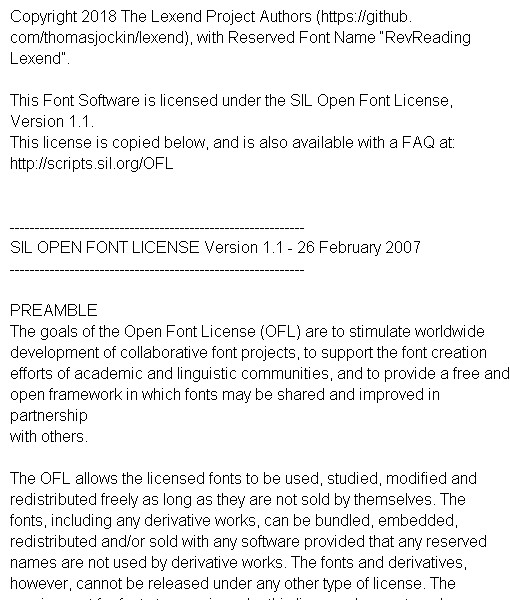 Copyright 2018 The Lexend Project Authors (https://github.
com/thomasjockin/lexend), with Reserved Font Name “RevReading
Lexend”.

This Font Software is licensed under the SIL Open Font License,
Version 1.1.
This license is copied below, and is also available with a FAQ at:
http://scripts.sil.org/OFL

-----------------------------------------------------------
SIL OPEN FONT LICENSE Version 1.1 - 26 February 2007
-----------------------------------------------------------

PREAMBLE
The goals of the Open Font License (OFL) are to stimulate worldwide
development of collaborative font projects, to support the font creation
efforts of academic and linguistic communities, and to provide a free and
open framework in which fonts may be shared and improved in
partnership
with others.

The OFL allows the licensed fonts to be used, studied, modified and
redistributed freely as long as they are not sold by themselves. The
fonts, including any derivative works, can be bundled, embedded,
redistributed and/or sold with any software provided that any reserved
names are not used by derivative works. The fonts and derivatives,
however, cannot be released under any other type of license. The